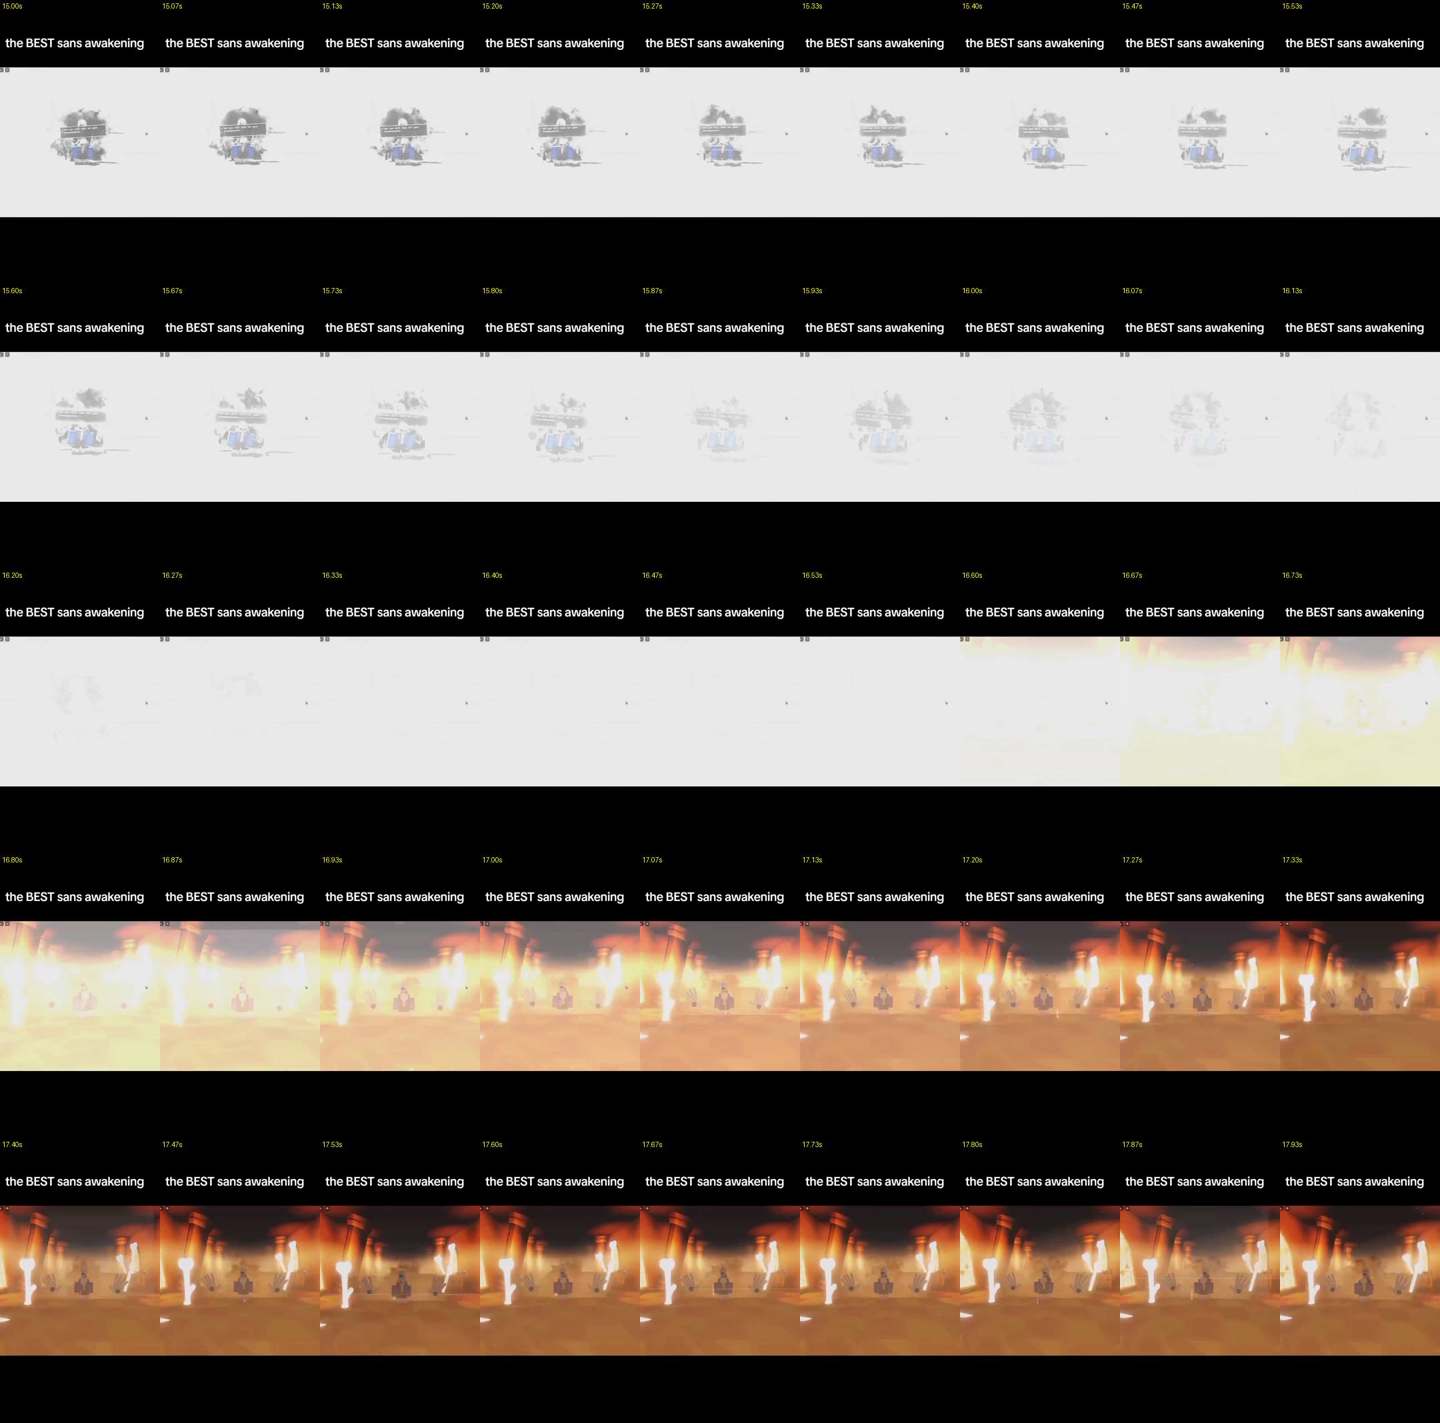 15.00s 15.07s 15.13s 15.20s 15.27s 15.33s 15.40s 15.47s 15.53s
the BEST sans awakening the BEST sans awakening the BEST sans awakening the BEST sans awakening the BEST sans awakening the BEST sans awakening the BEST sans awakening the BEST sans awakening the BEST sans awakening
15.60s 15.67s 15.73s 15.80s 15.87s 15.93s 16.00s 16.07s 16.13s
the BEST sans awakening the BEST sans awakening the BEST sans awakening the BEST sans awakening the BEST sans awakening the BEST sans awakening the BEST sans awakening the BEST sans awakening the BEST sans awakening
16.20s 16.27s 16.33s 16.40s 16.47s 16.53s 16.60s 16.67s 16.73s
the BEST sans awakening the BEST sans awakening the BEST sans awakening the BEST sans awakening the BEST sans awakening the BEST sans awakening the BEST sans awakening the BEST sans awakening the BEST sans awakening
16.80s 16.87s 16.93s 17.00s 17.07s 17.13s 17.20s 17.27s 17.33s
the BEST sans awakening the BEST sans awakening the BEST sans awakening the BEST sans awakening the BEST sans awakening the BEST sans awakening the BEST sans awakening the BEST sans awakening the BEST sans awakening
17.40s 17.47s 17.53s 17.60s 17.67s 17.73s 17.80s 17.87s 17.93s
the BEST sans awakening the BEST sans awakening the BEST sans awakening the BEST sans awakening the BEST sans awakening the BEST sans awakening the BEST sans awakening the BEST sans awakening the BEST sans awakening